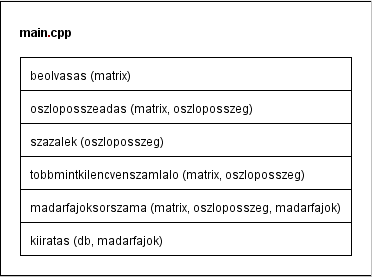 main.cpp
beolvasas (matrix)
oszloposszeadas (matrix, oszloposszeg)
szazalek (oszloposszeg)
tobbmintkilencvenszamlalo (matrix, oszloposszeg)
madarfajoksorszama (matrix, oszloposszeg, madarfajok)
kiiratas (db, madarfajok)